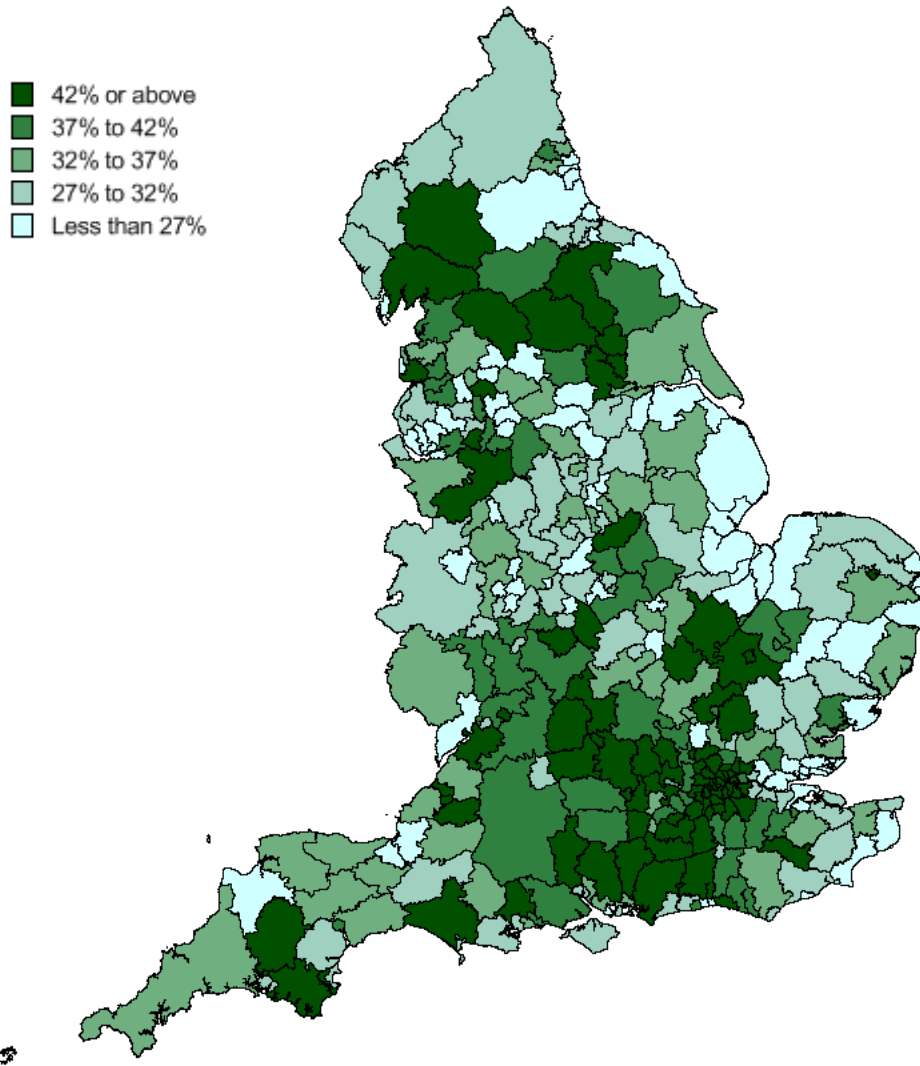 42% or above
37% to 42%
32% to 37%
27% to 32%
Less than 27%